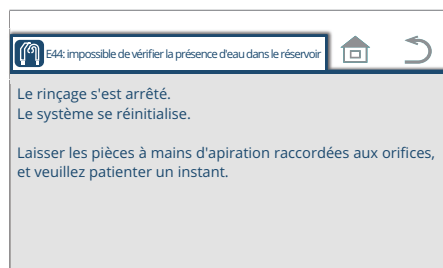 E44: impossible de vérifier la présence d'eau dans le réservoir
Le rinçage s'est arrêté.
Le système se réinitialise.
Laisser les pièces à mains d'apiration raccordées aux orifices,
et veuillez patienter un instant.